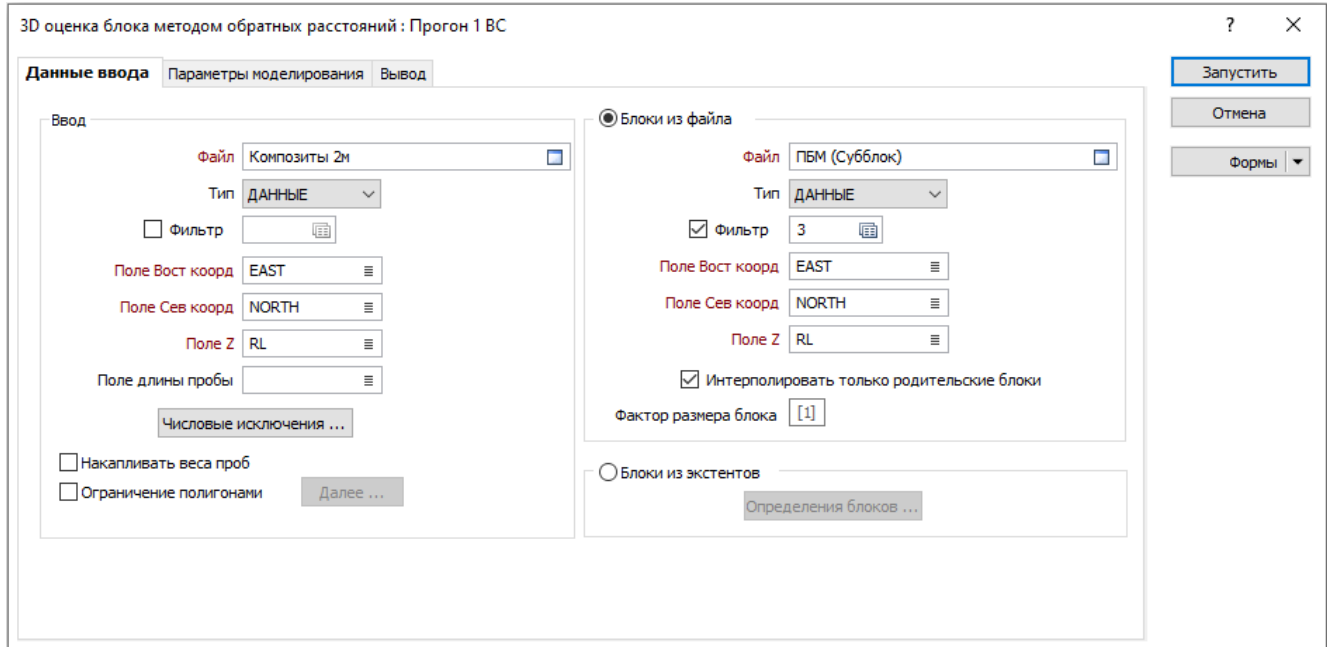 3D оценка блока методом обратных расстояний : Прогон 1 ВС
?
Данные ввода Параметры моделирования Вывод
Запустить
Отмена
Формы
Ввод
Файл Композиты 2м
Тип ДАННЫЕ
Фильтр
Поле Вост коорд EAST
Поле Сев коорд NORTH
Поле Z RL
Поле длины пробы
Числовые исключения ...
Накапливать веса проб
Ограничение полигонами Далее ...
Блоки из файла
Файл ПБМ (Субблок)
Тип ДАННЫЕ
Фильтр 3
Поле Вост коорд EAST
Поле Сев коорд NORTH
Поле Z RL
Интерполировать только родительские блоки
Фактор размера блока [1]
Блоки из экстентов
Определения блоков ...